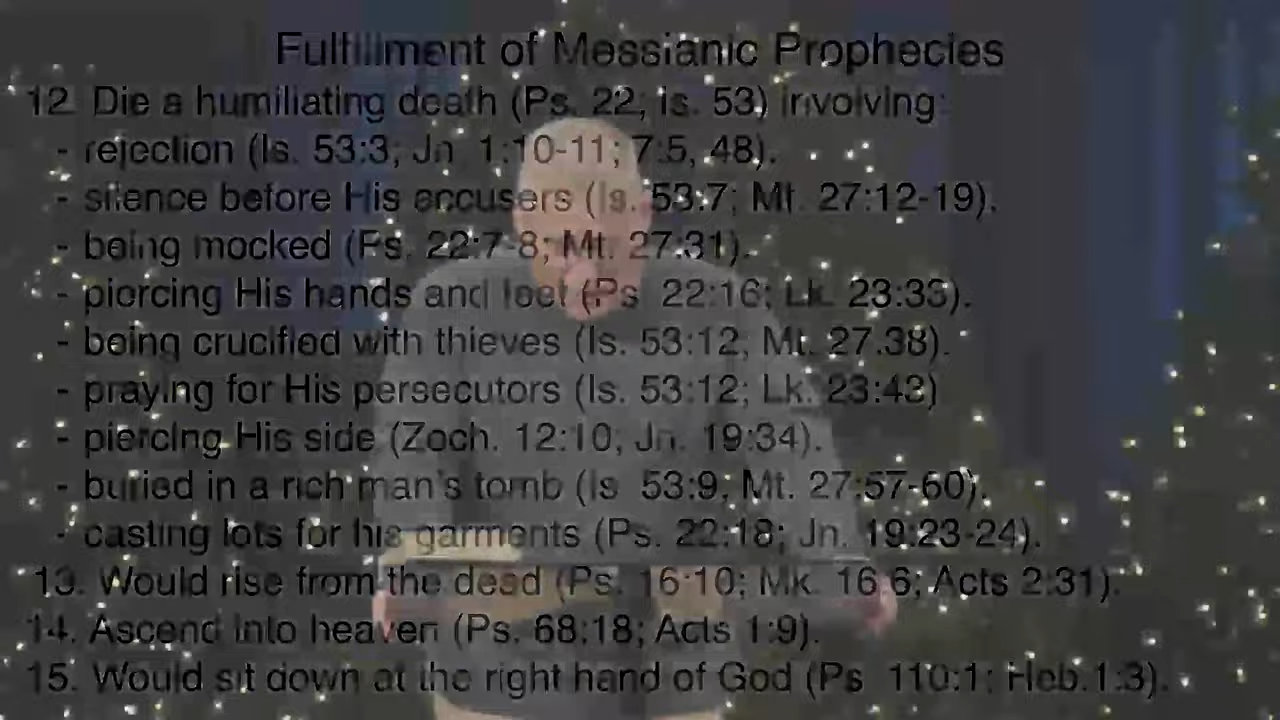 Fulfillment of Messianic Prophecies
12. Die a humiliating death (Ps. 22; Is. 53) involving:
- rejection (Is. 53:3; Jn. 1:10-11; 7:5, 48).
- silence before His accusers (Is. 53:7; Mt. 27:12-19).
- being mocked (Ps. 22:7-8; Mt. 27:31).
- piercing His hands and feet (Ps. 22:16; Lk. 23:33).
- being crucified with thieves (Is. 53:12; Mt. 27:38).
- praying for His persecutors (Is. 53:12; Lk. 23:43)
- piercing His side (Zech. 12:10; Jn. 19:34).
- buried in a rich man's tomb (Is. 53:9; Mt. 27:57-60).
- casting lots for his garments (Ps. 22:18; Jn. 19:23-24).
13. Would rise from the dead (Ps. 16:10; Mk. 16:6; Acts 2:31).
14. Ascend into heaven (Ps. 68:18; Acts 1:9).
15. Would sit down at the right hand of God (Ps. 110:1; Heb.1:3).